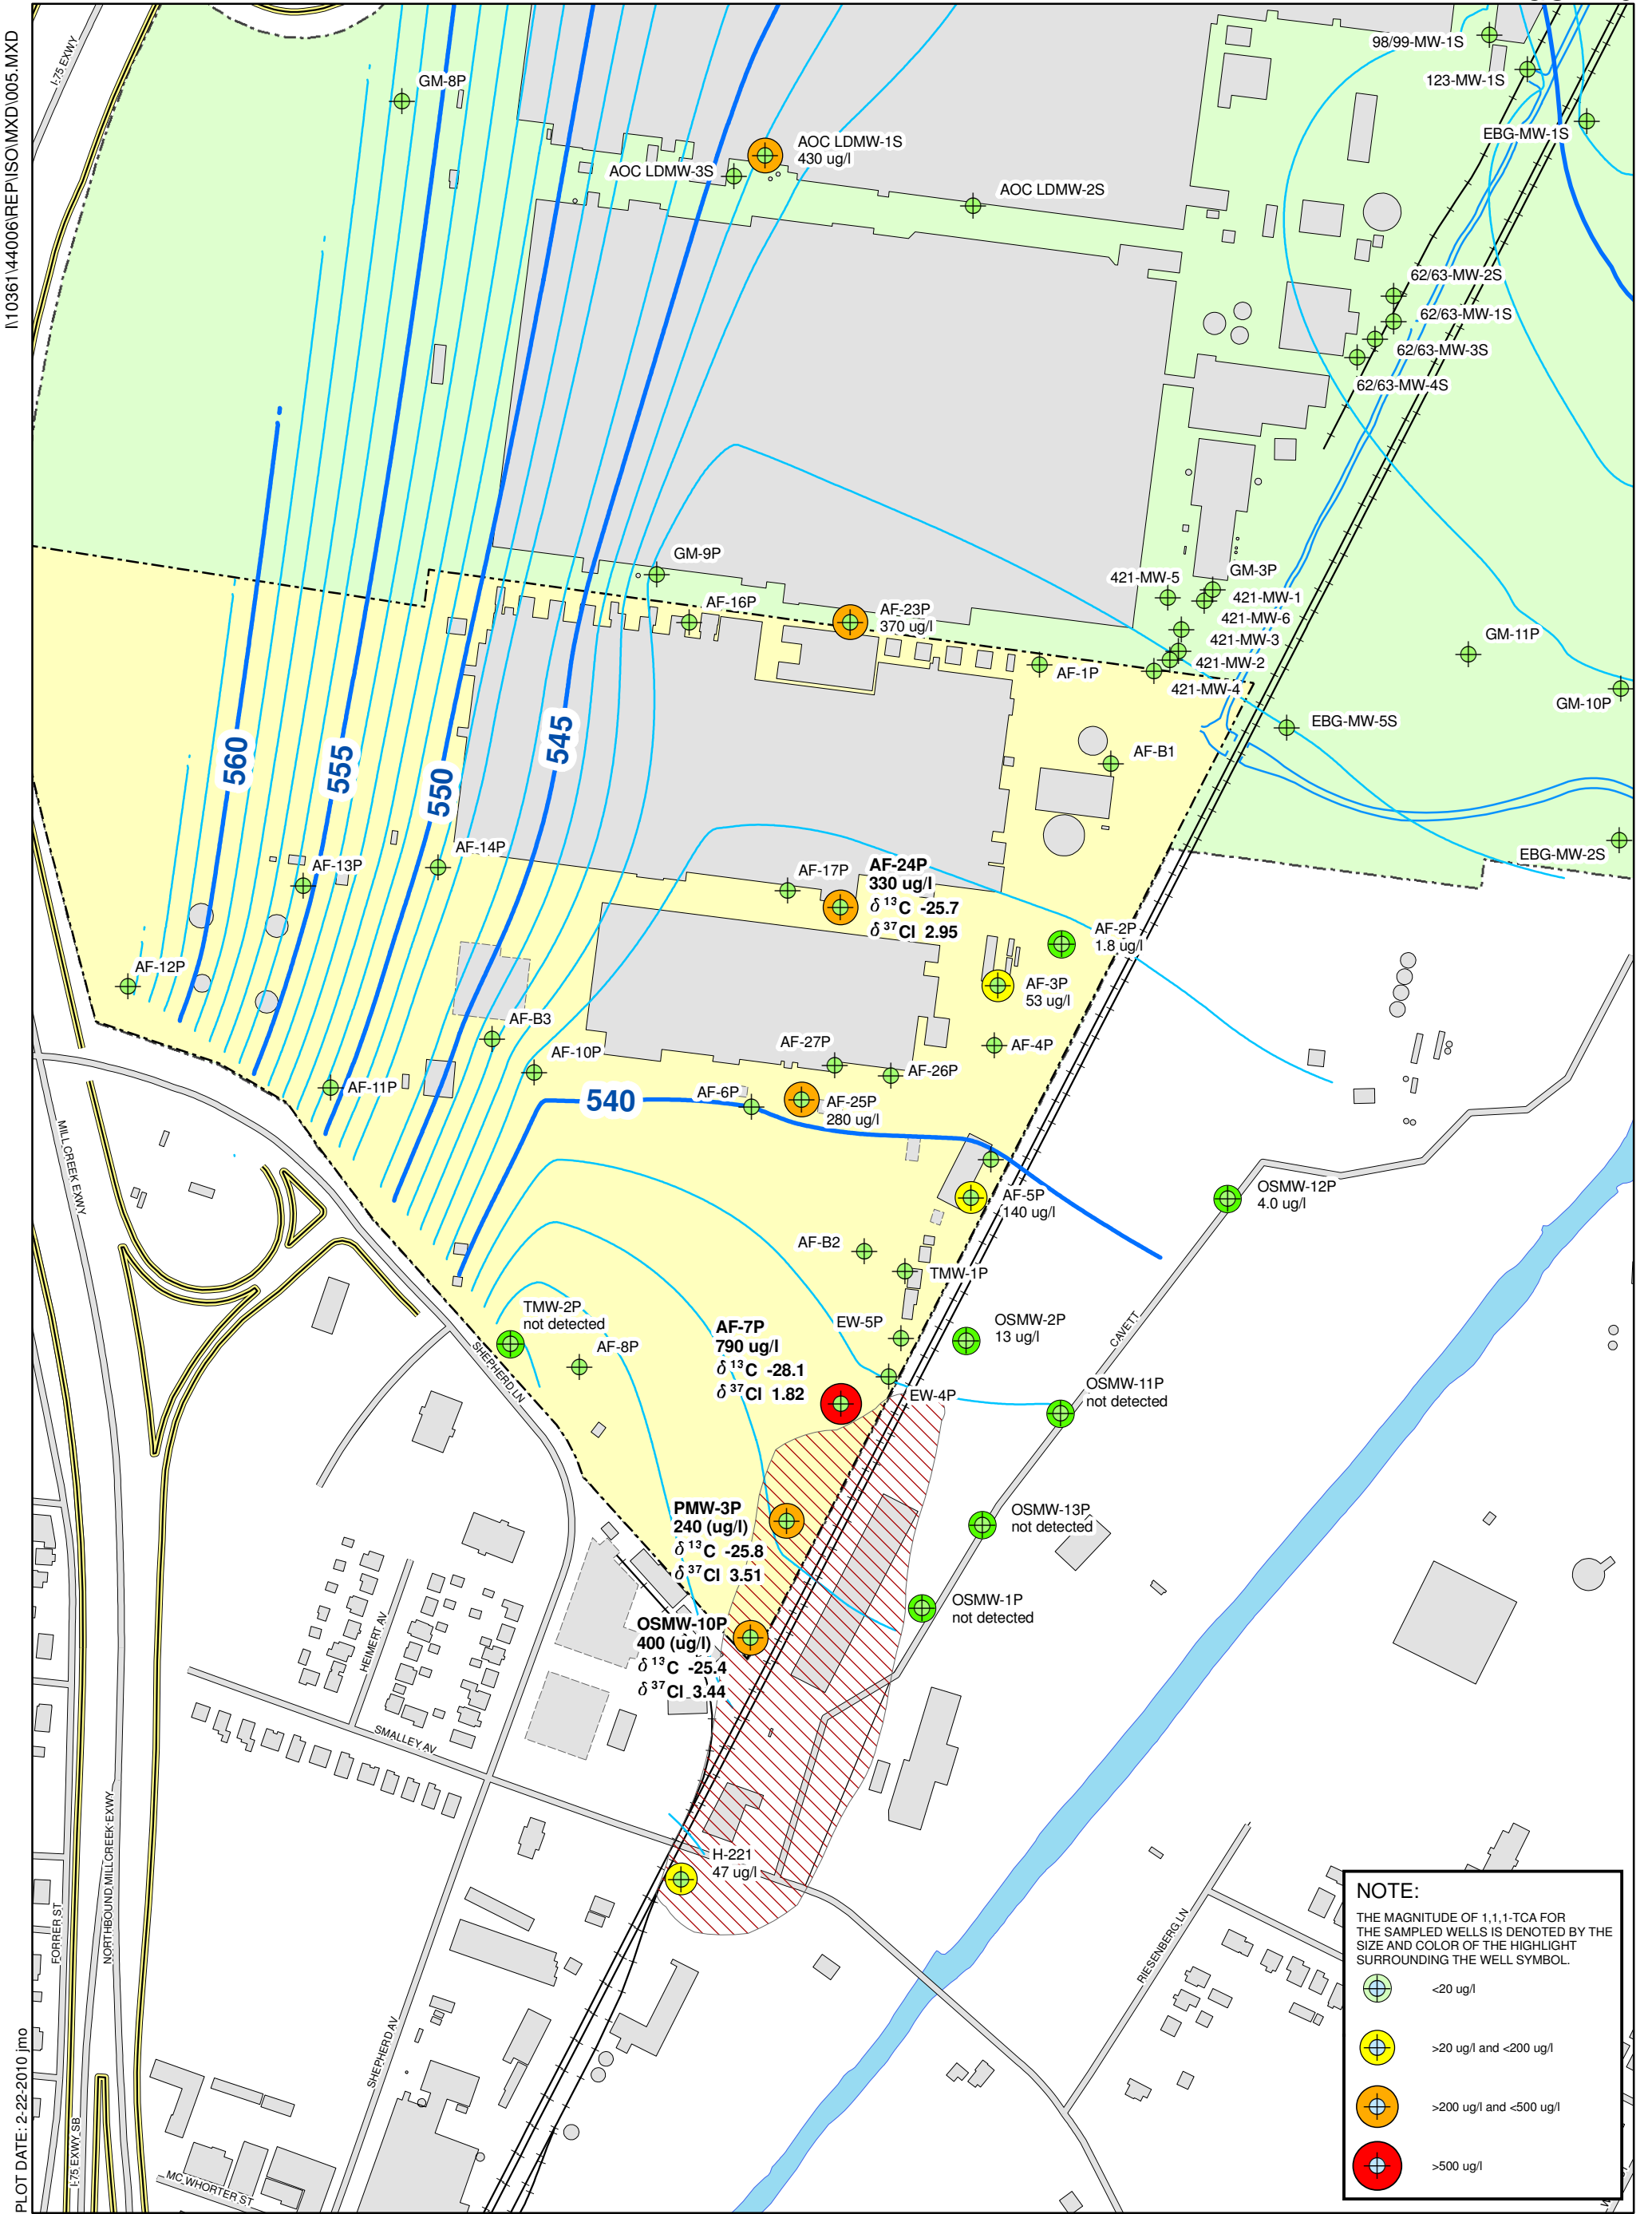 I\10361\44006\REP\ISO\MXD\005.MXD
I-75 EXWY
GM-8P
98/99-MW-1S
123-MW-1S
EBG-MW-1S
AOC LDMW-1S
430 ug/l
AOC LDMW-3S
AOC LDMW-2S
62/63-MW-2S
62/63-MW-1S
62/63-MW-3S
62/63-MW-4S
GM-9P
AF-16P
AF-23P
370 ug/l
421-MW-5
GM-3P
421-MW-1
421-MW-6
421-MW-3
421-MW-2
421-MW-4
AF-1P
GM-11P
GM-10P
EBG-MW-5S
AF-B1
EBG-MW-2S
560
555
550
545
AF-13P
AF-14P
AF-17P
AF-24P
330 ug/l
δ 13C -25.7
δ 37Cl 2.95
AF-2P
1.8 ug/l
AF-3P
53 ug/l
AF-12P
AF-B3
AF-10P
AF-27P
AF-4P
AF-26P
AF-11P
540
AF-6P
AF-25P
280 ug/l
MILLCREEK EXWY
AF-5P
140 ug/l
OSMW-12P
4.0 ug/l
AF-B2
TMW-1P
TMW-2P
not detected
AF-8P
AF-7P
790 ug/l
δ 13C -28.1
δ 37Cl 1.82
EW-5P
OSMW-2P
13 ug/l
CAVETT
SHEPHERD LN
EW-4P
OSMW-11P
not detected
PMW-3P
240 (ug/l)
δ 13C -25.8
δ 37Cl 3.51
OSMW-13P
not detected
OSMW-1P
not detected
OSMW-10P
400 (ug/l)
δ 13C -25.4
δ 37Cl 3.44
HEIMERT AV
SMALLEY AV
H-221
47 ug/l
FORRER ST
NORTHBOUND MILLCREEK EXWY
SHEPHERD AV
RIESENBERG LN
I-75 EXWY SB
MC WHORTER ST
PLOT DATE: 2-22-2010 jmo
NOTE:
THE MAGNITUDE OF 1,1,1-TCA FOR
THE SAMPLED WELLS IS DENOTED BY THE
SIZE AND COLOR OF THE HIGHLIGHT
SURROUNDING THE WELL SYMBOL.
<20 ug/l
>20 ug/l and <200 ug/l
>200 ug/l and <500 ug/l
>500 ug/l